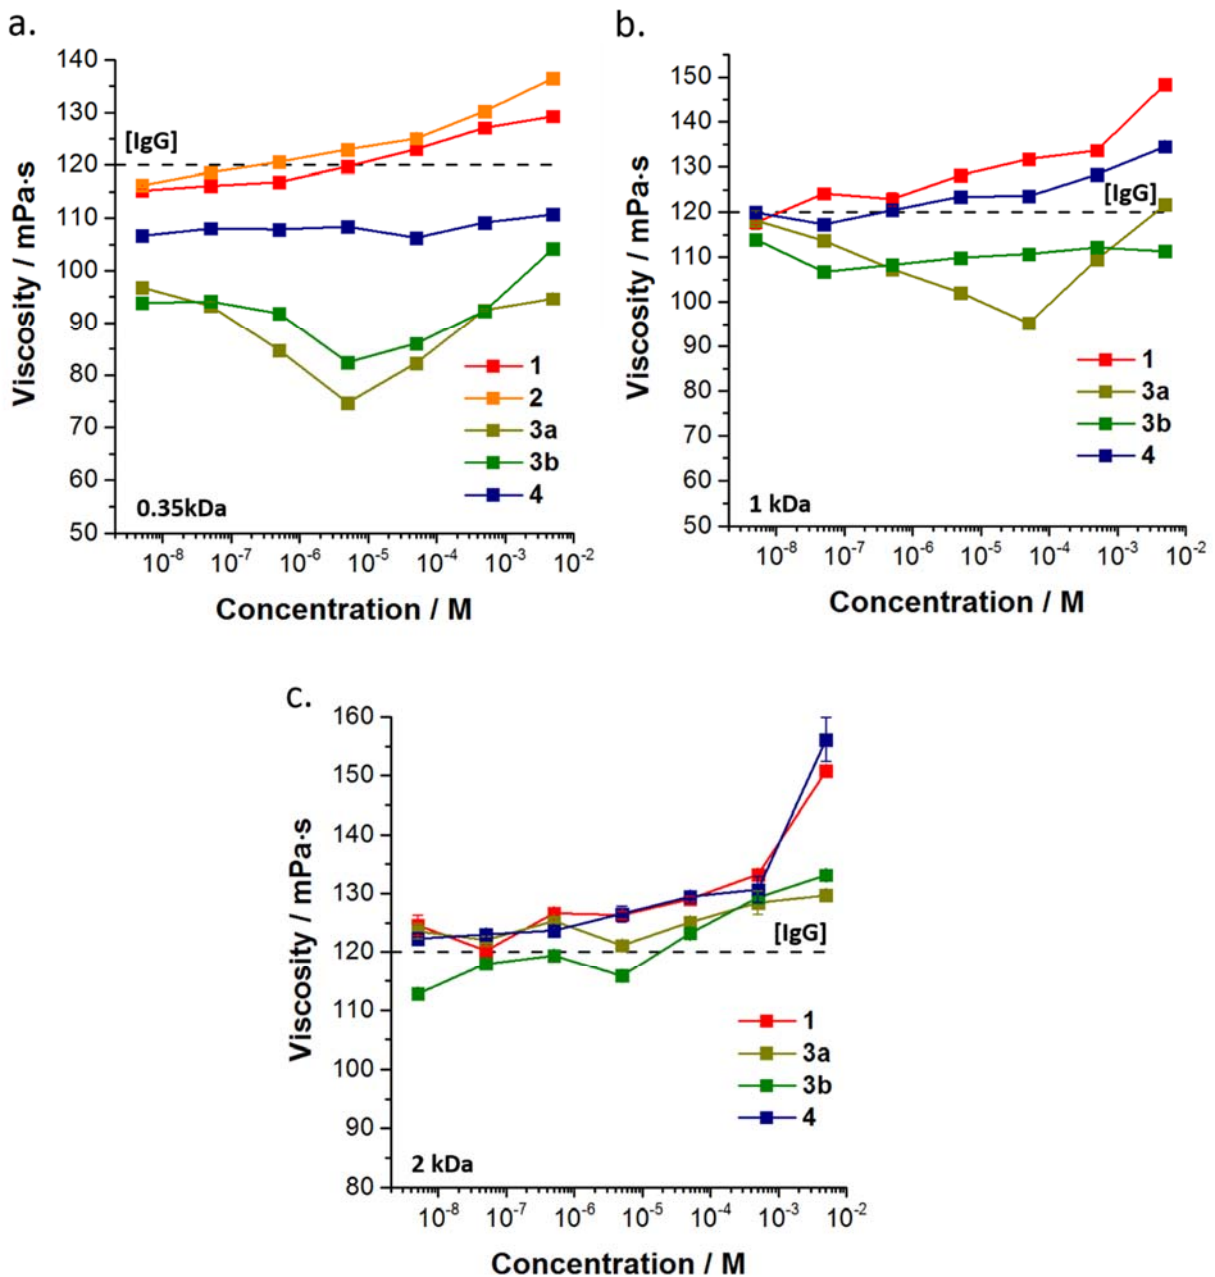 a.
140
130
120
110
100
90
80
70
60
50
Viscosity / mPa·s
[IgG]
1
2
3a
3b
4
0.35kDa
10⁻⁸ 10⁻⁷ 10⁻⁶ 10⁻⁵ 10⁻⁴ 10⁻³ 10⁻²
Concentration / M
b.
150
140
130
120
110
100
90
80
70
60
50
Viscosity / mPa·s
[IgG]
1
3a
3b
4
1 kDa
10⁻⁸ 10⁻⁷ 10⁻⁶ 10⁻⁵ 10⁻⁴ 10⁻³ 10⁻²
Concentration / M
c.
160
150
140
130
120
110
100
90
80
Viscosity / mPa·s
[IgG]
1
3a
3b
4
2 kDa
10⁻⁸ 10⁻⁷ 10⁻⁶ 10⁻⁵ 10⁻⁴ 10⁻³ 10⁻²
Concentration / M